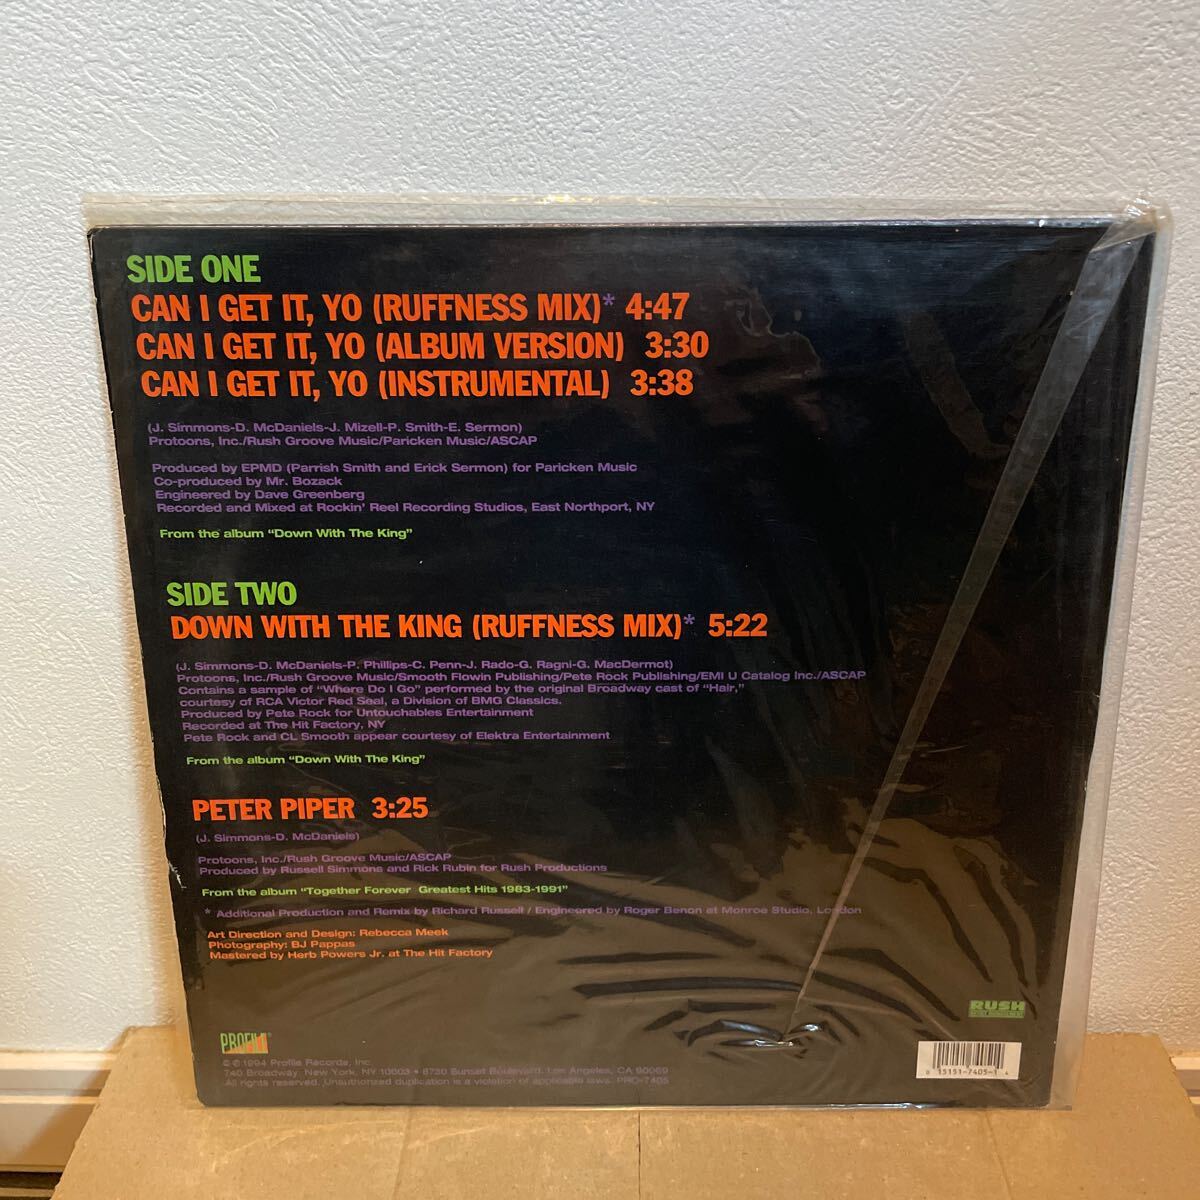 SIDE ONE
CAN I GET IT, YO (RUFFNESS MIX)* 4:47
CAN I GET IT, YO (ALBUM VERSION) 3:30
CAN I GET IT, YO (INSTRUMENTAL) 3:38
(J. Simmons-D. McDaniels-J. Mizell-P. Smith-E. Sermon)
Protoons, Inc./Rush Groove Music/Paricken Music/ASCAP
Produced by EPMD (Parrish Smith and Erick Sermon) for Paricken Music
Co-produced by Mr. Bozack
Engineered by Dave Greenberg
Recorded and Mixed at Rockin' Reel Recording Studios, East Northport, NY
From the album "Down With The King"
SIDE TWO
DOWN WITH THE KING (RUFFNESS MIX)* 5:22
(J. Simmons-D. McDaniels-P. Phillips-C. Penn-J. Rado-G. Ragni-G. MacDermot)
Protoons, Inc./Rush Groove Music/Smooth Flowin Publishing/Pete Rock Publishing/EMI U Catalog Inc./ASCAP
Contains a sample of "Where Do I Go" performed by the original Broadway cast of "Hair,"
courtesy of RCA Victor Red Seal, a Division of BMG Classics.
Produced by Pete Rock for Untouchables Entertainment
Recorded at The Hit Factory, NY
Pete Rock and CL Smooth appear courtesy of Elektra Entertainment
From the album "Down With The King"
PETER PIPER 3:25
(J. Simmons-D. McDaniels)
Protoons, Inc./Rush Groove Music/ASCAP
Produced by Russell Simmons and Rick Rubin for Rush Productions
From the album "Together Forever Greatest Hits 1983-1991"
* Additional Production and Remix by Richard Russell / Engineered by Roger Benon at Monroe Studio, London
Art Direction and Design: Rebecca Meek
Photography: BJ Pappas
Mastered by Herb Powers Jr. at The Hit Factory
RUSH
PROFILE®
© ℗ 1994 Profile Records, Inc.
740 Broadway, New York, NY 10003 • 8730 Sunset Boulevard, Los Angeles, CA 90069
All rights reserved. Unauthorized duplication is a violation of applicable laws. PRO-7405
0 15151-7405-1 4